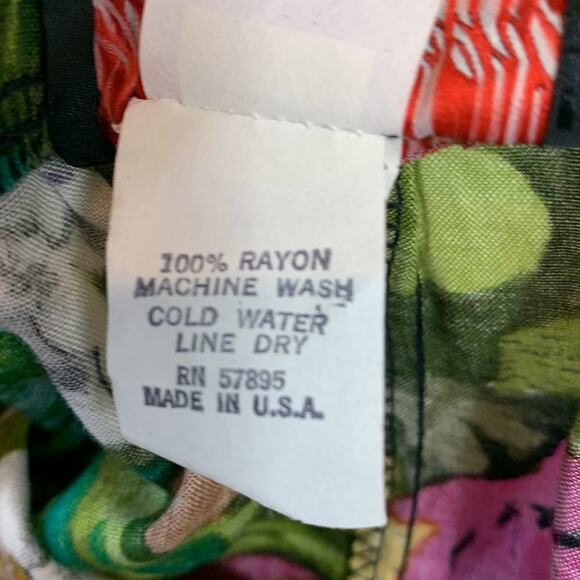 100% RAYON
MACHINE WASH
COLD WATER
LINE DRY
RN 57895
MADE IN U.S.A.